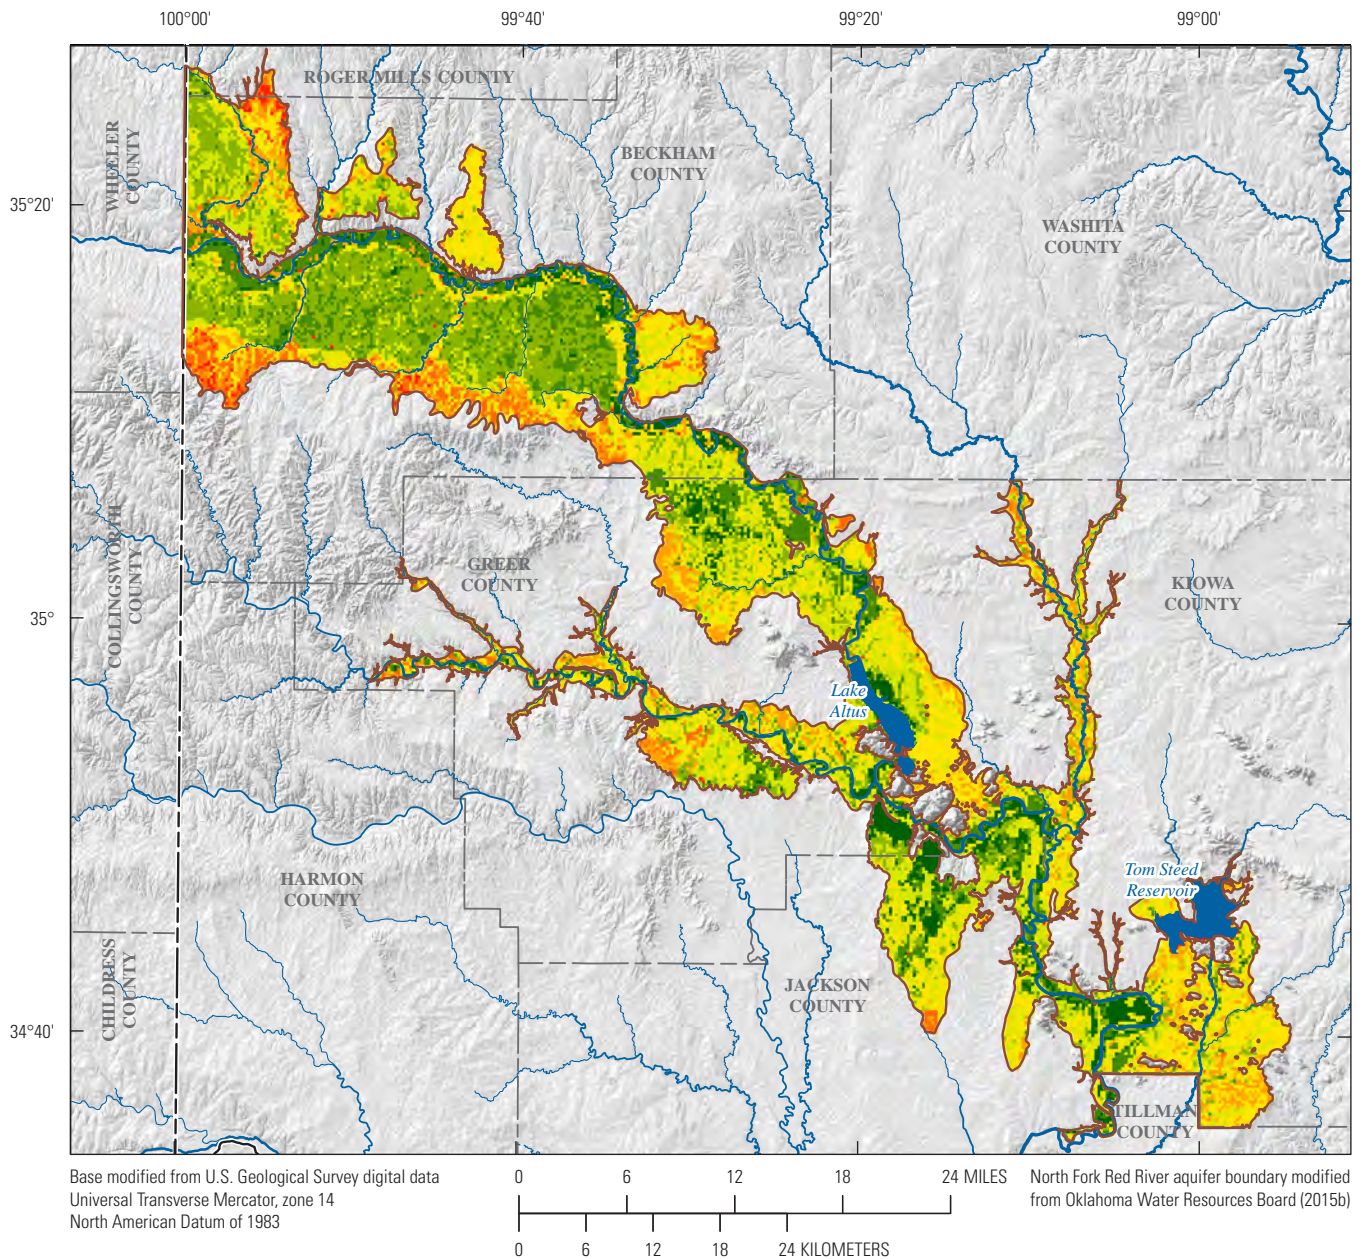 100°00'
99°40'
99°20'
99°00'
ROGER MILLS COUNTY
WHEELER
COUNTY
BECKHAM
COUNTY
35°20'
WASHITA
COUNTY
COLLINGSWORTH
COUNTY
GREER
COUNTY
KIOWA
COUNTY
35°
Lake
Altus
Tom Steed
Reservoir
HARMON
COUNTY
CHILDRESS
COUNTY
JACKSON
COUNTY
34°40'
TILLMAN
COUNTY
Base modified from U.S. Geological Survey digital data
Universal Transverse Mercator, zone 14
North American Datum of 1983
0 6 12 18 24 MILES
0 6 12 18 24 KILOMETERS
North Fork Red River aquifer boundary modified
from Oklahoma Water Resources Board (2015b)